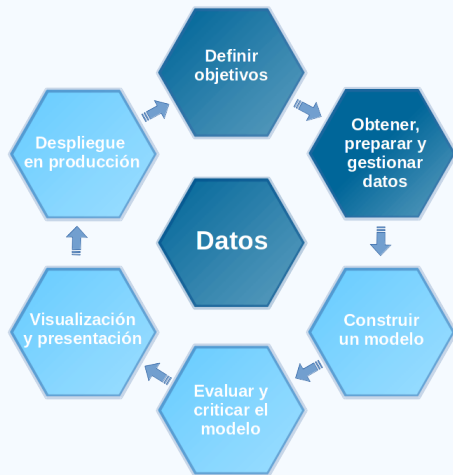 Definir
objetivos
Obtener,
preparar y
gestionar
datos
Construir
un modelo
Evaluar y
criticar el
modelo
Visualización
y presentación
Despliegue
en producción
Datos